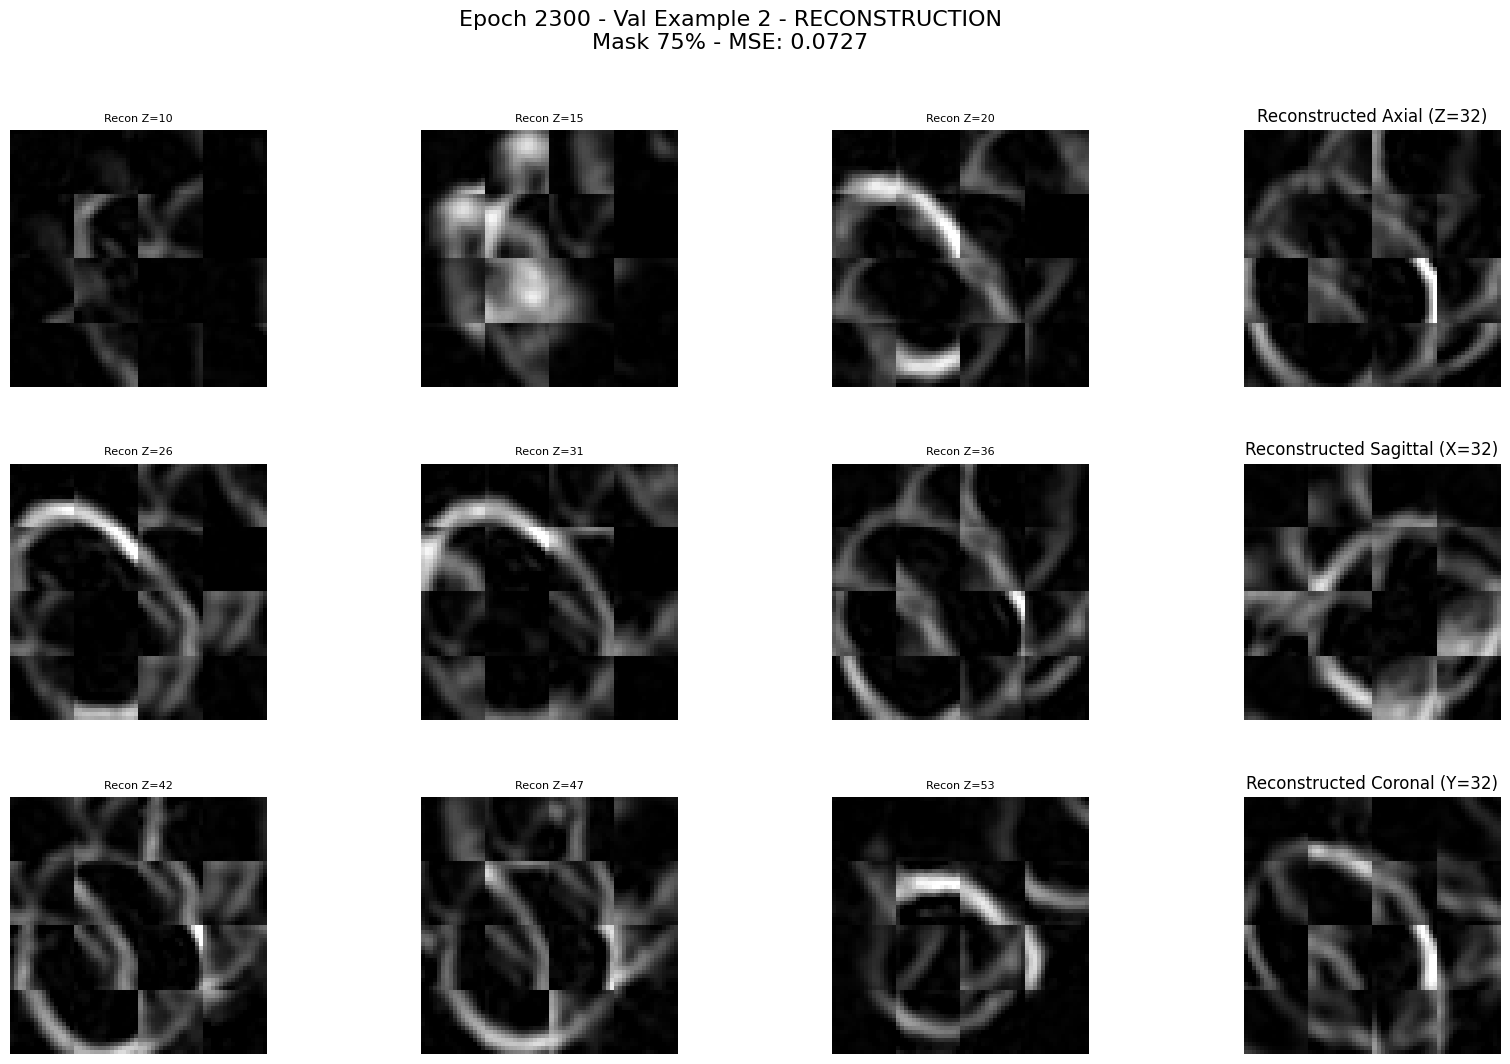 Epoch 2300 - Val Example 2 - RECONSTRUCTION
Mask 75% - MSE: 0.0727
Recon Z=10
Recon Z=15
Recon Z=20
Reconstructed Axial (Z=32)
Recon Z=26
Recon Z=31
Recon Z=36
Reconstructed Sagittal (X=32)
Recon Z=42
Recon Z=47
Recon Z=53
Reconstructed Coronal (Y=32)